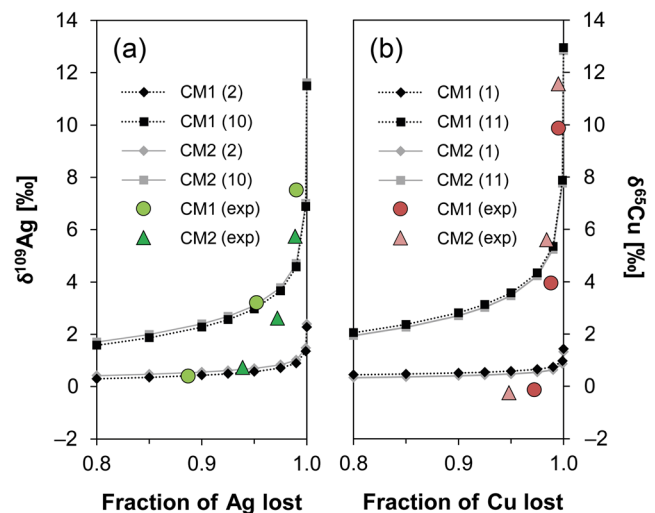 14
12
10
8
6
4
2
0
−2
δ109Ag [‰]
(a)
CM1 (2)
CM1 (10)
CM2 (2)
CM2 (10)
CM1 (exp)
CM2 (exp)
0.8
0.9
1.0
Fraction of Ag lost
(b)
CM1 (1)
CM1 (11)
CM2 (1)
CM2 (11)
CM1 (exp)
CM2 (exp)
0.8
0.9
1.0
Fraction of Cu lost
14
12
10
8
6
4
2
0
−2
δ65Cu [‰]